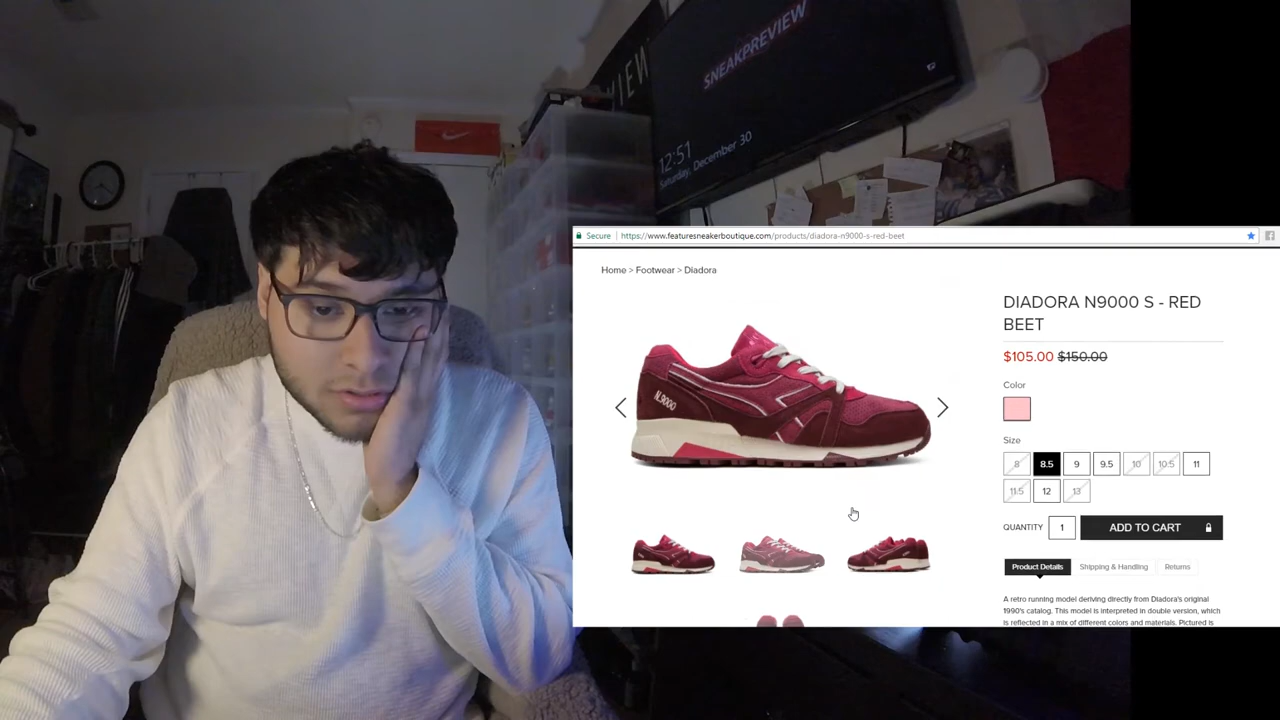 SNEAKPREVIEW
VIEW
12:51
Saturday, December 30
Secure
https://www.featuresneakerboutique.com/products/diadora-n9000-s-red-beet
Home > Footwear > Diadora
DIADORA N9000 S - RED
BEET
$105.00 $150.00
Color
N.9000
Size
8 8.5 9 9.5 10 10.5 11
11.5 12 13
QUANTITY 1 ADD TO CART
Product Details Shipping & Handling Returns
A retro running model deriving directly from Diadora's original
1990's catalog. This model is interpreted in double version, which
is reflected in a mix of different colors and materials. Pictured is